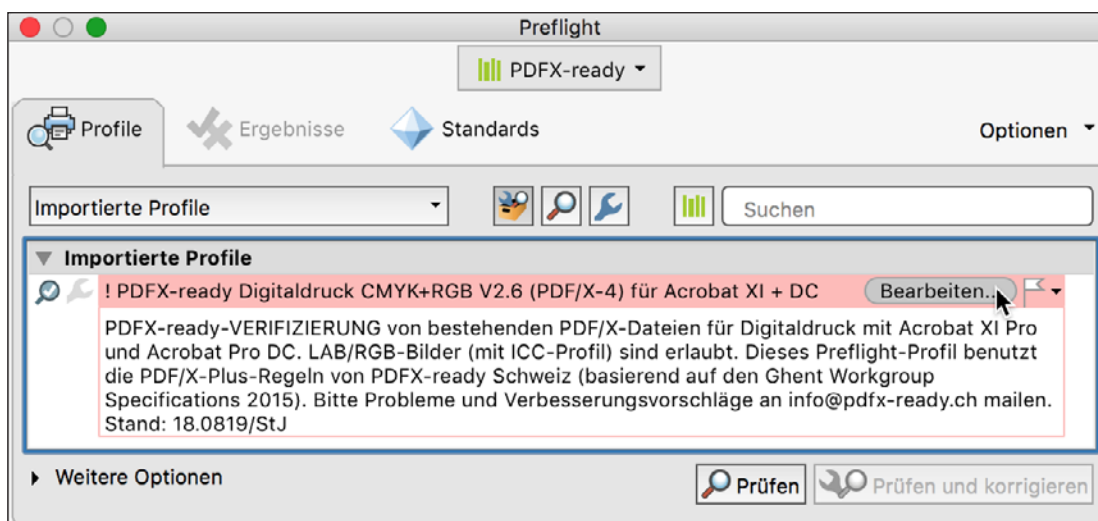 Preflight
PDFX-ready
Profile
Ergebnisse
Standards
Optionen
Importierte Profile
Suchen
Importierte Profile
! PDFX-ready Digitaldruck CMYK+RGB V2.6 (PDF/X-4) für Acrobat XI + DC
Bearbeiten...
PDFX-ready-VERIFIZIERUNG von bestehenden PDF/X-Dateien für Digitaldruck mit Acrobat XI Pro
und Acrobat Pro DC. LAB/RGB-Bilder (mit ICC-Profil) sind erlaubt. Dieses Preflight-Profil benutzt
die PDF/X-Plus-Regeln von PDFX-ready Schweiz (basierend auf den Ghent Workgroup
Specifications 2015). Bitte Probleme und Verbesserungsvorschläge an info@pdfx-ready.ch mailen.
Stand: 18.0819/StJ
Weitere Optionen
Prüfen
Prüfen und korrigieren